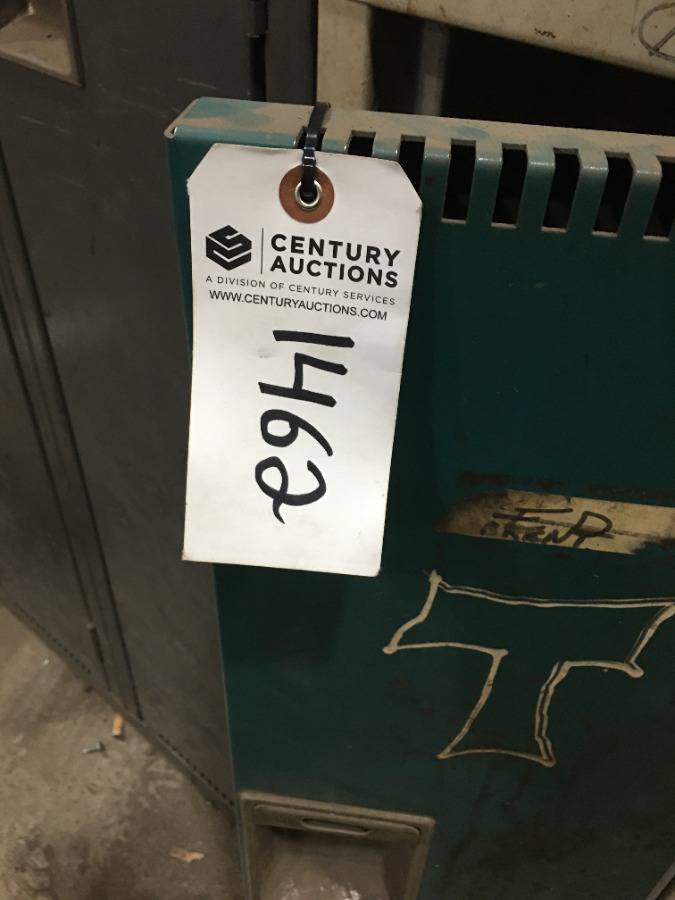 CENTURY
AUCTIONS
A DIVISION OF CENTURY SERVICES
WWW.CENTURYAUCTIONS.COM
1462
T